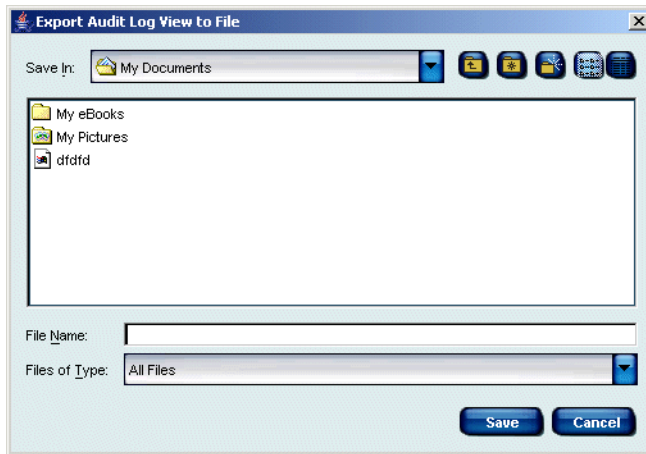 Export Audit Log View to File
Save In: My Documents
My eBooks
My Pictures
dfdfd
File Name:
Files of Type: All Files
Save Cancel